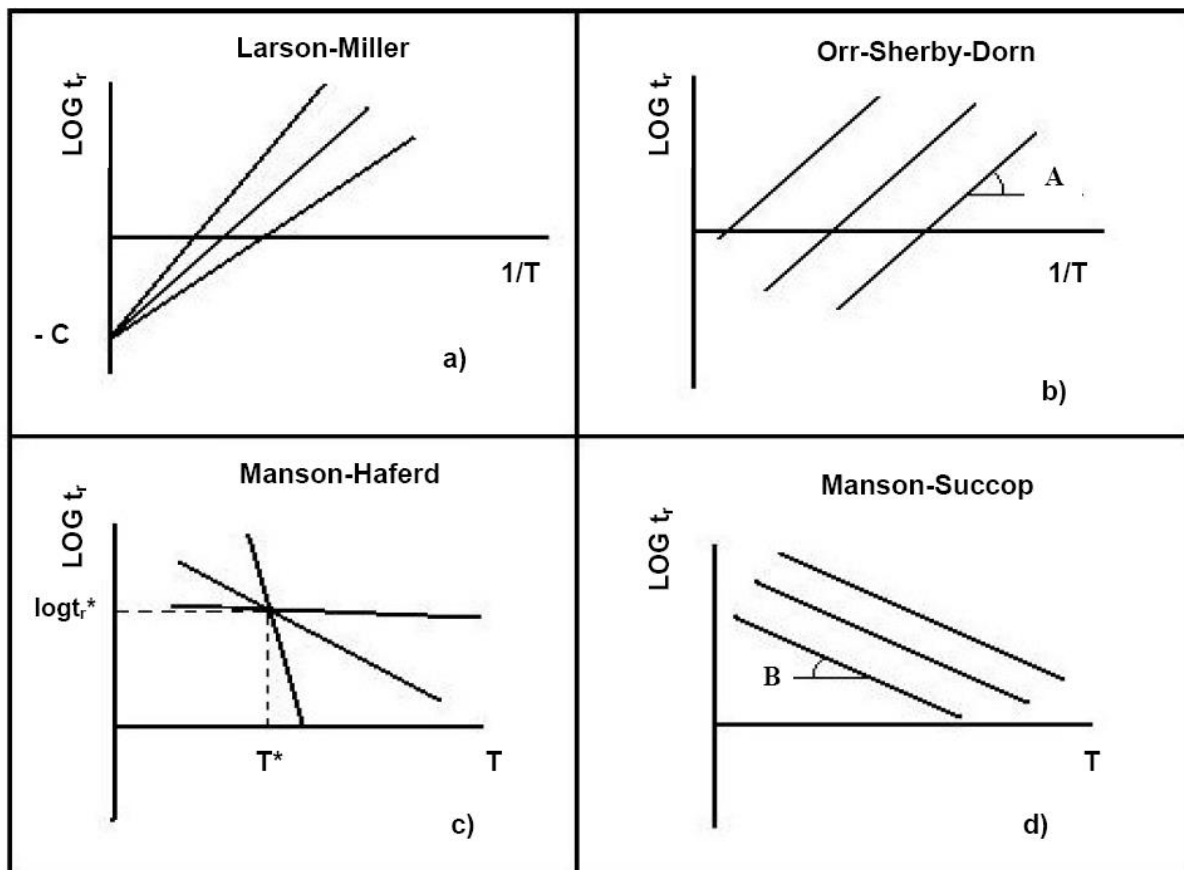 Larson-Miller
LOG tᵣ
1/T
- C
a)
Orr-Sherby-Dorn
LOG tᵣ
A
1/T
b)
Manson-Haferd
LOG tᵣ
logtᵣ*
T*
T
c)
Manson-Succop
LOG tᵣ
B
T
d)